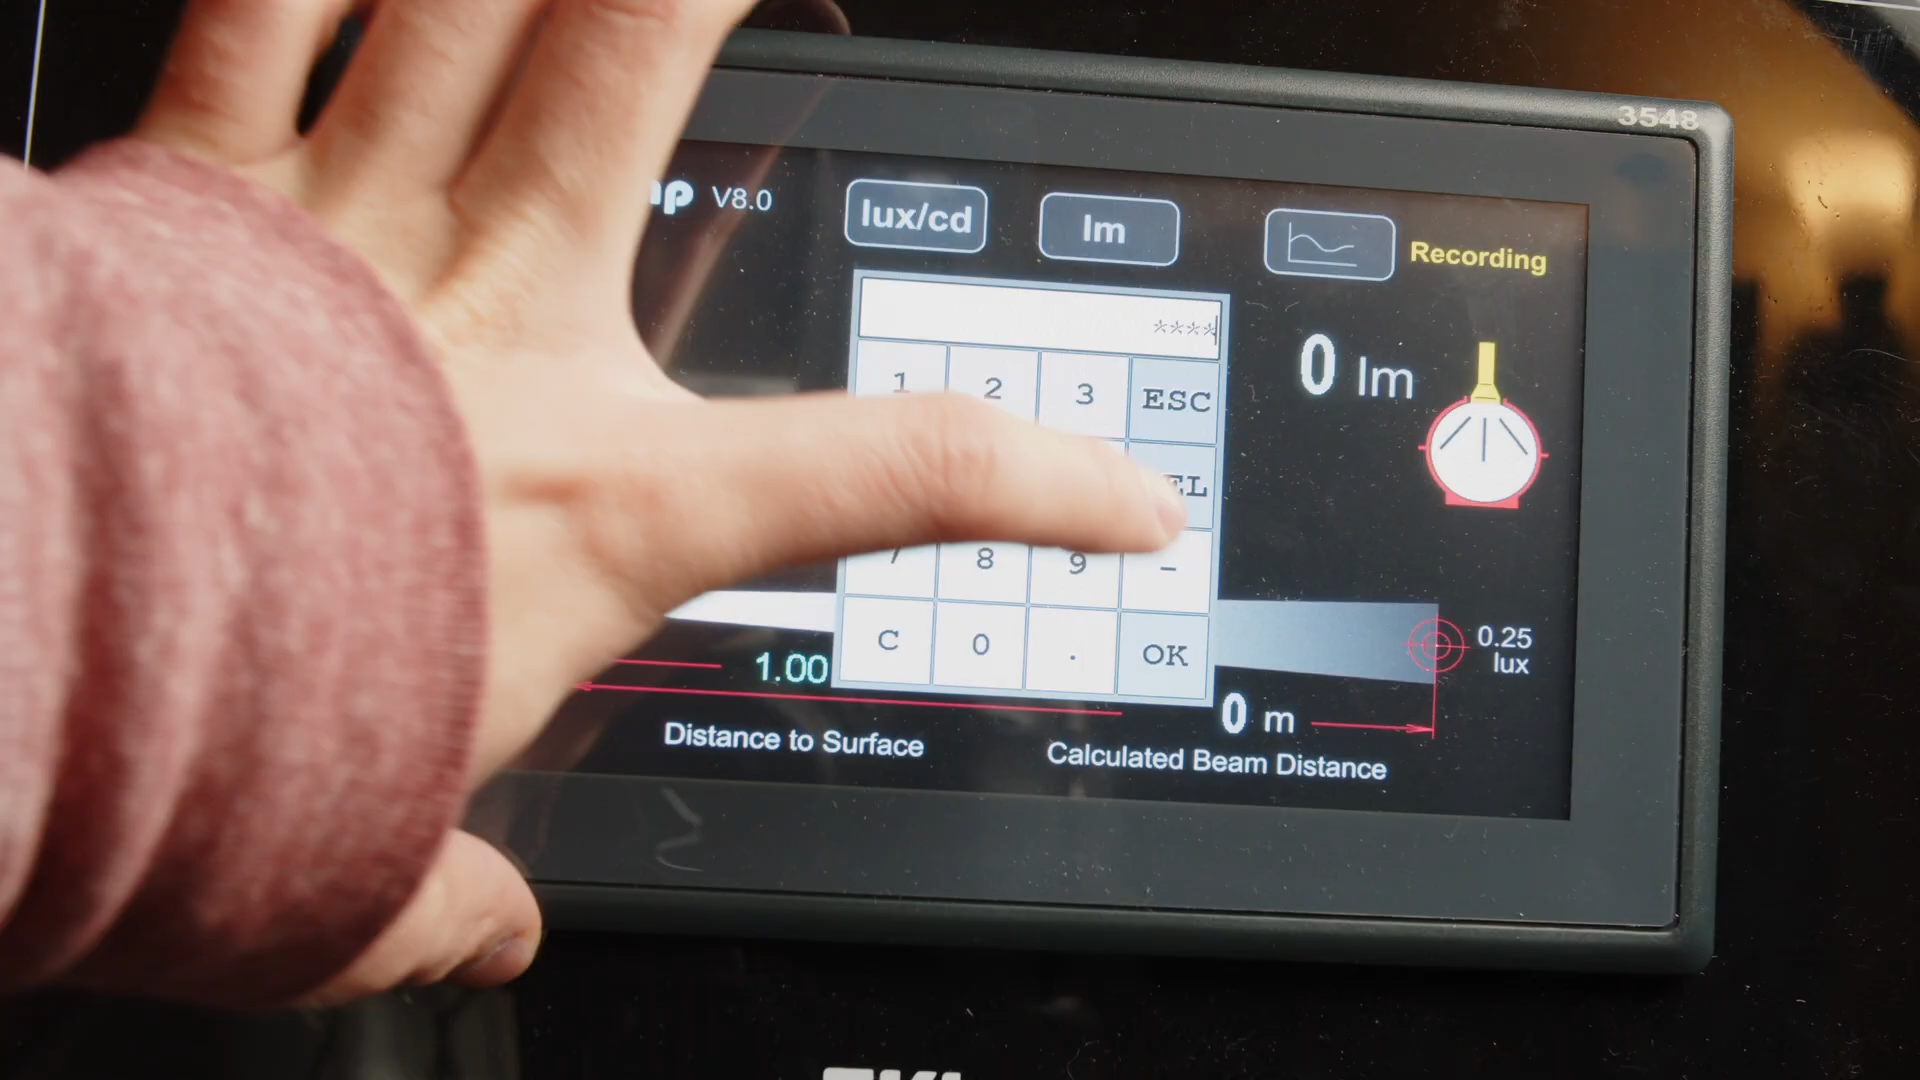 3548
V8.0
lux/cd
lm
Recording
****
1 2 3 ESC
0 lm
7 8 9 -
C 0 . OK
0.25
lux
1.00
0 m
Distance to Surface
Calculated Beam Distance